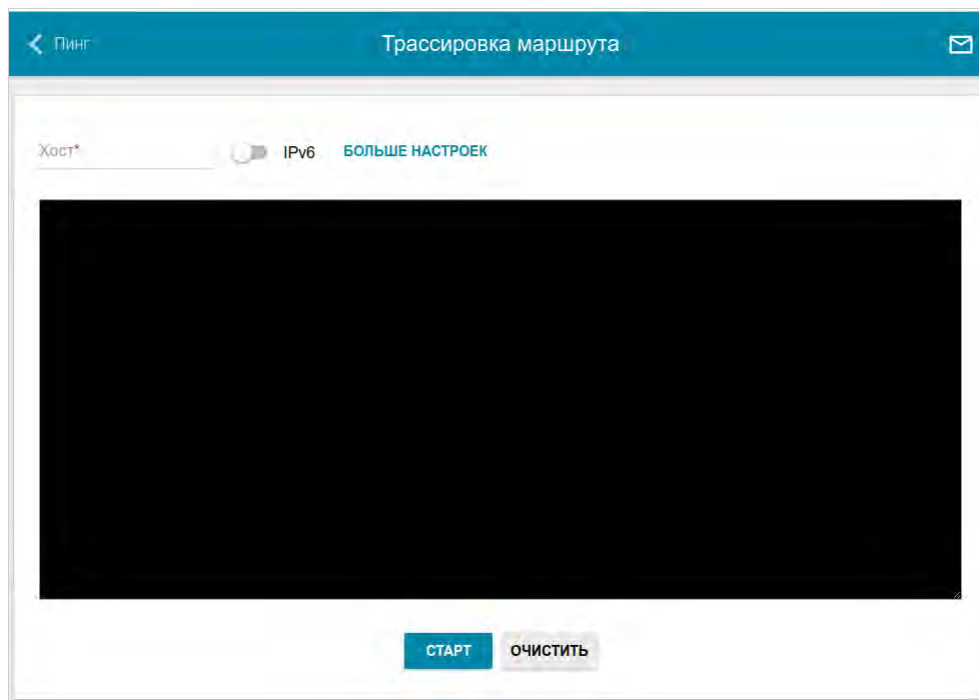 Пинг
Трассировка маршрута
Хост*
IPv6
БОЛЬШЕ НАСТРОЕК
СТАРТ
ОЧИСТИТЬ